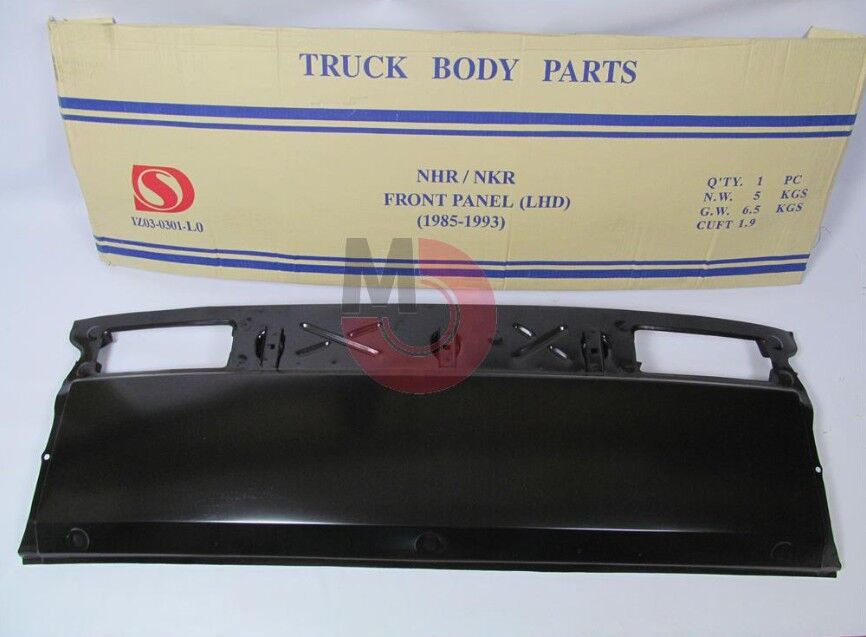 TRUCK BODY PARTS
NHR / NKR
FRONT PANEL (LHD)
(1985-1993)
IZ03-0301-L0
Q'TY. 1 PC
N.W. 5 KGS
G.W. 6.5 KGS
CUFT 1.9
M